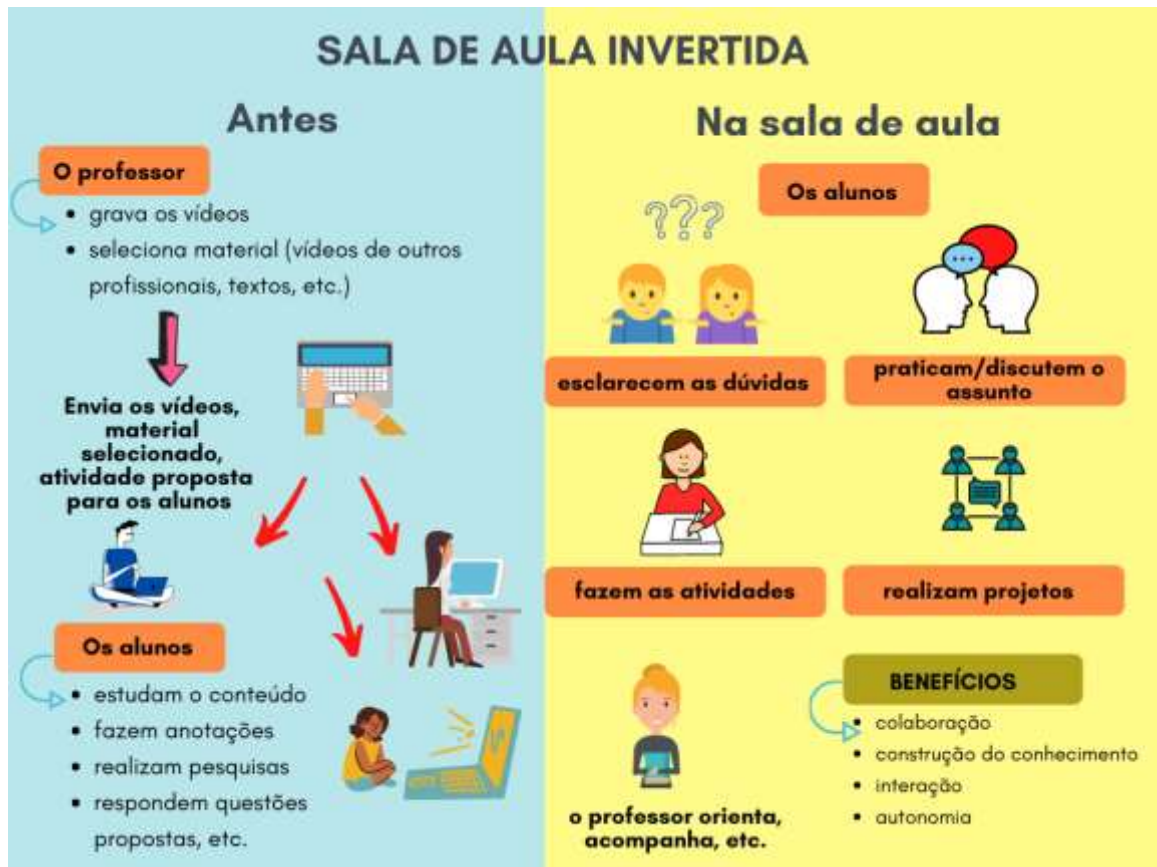 SALA DE AULA INVERTIDA
Antes
O professor
• grava os vídeos
• seleciona material (vídeos de outros
profissionais, textos, etc.)
Envia os vídeos,
material
selecionado,
atividade proposta
para os alunos
Os alunos
• estudam o conteúdo
• fazem anotações
• realizam pesquisas
• respondem questões
propostas, etc.
Na sala de aula
Os alunos
???
esclarecem as dúvidas
praticam/discutem o
assunto
fazem as atividades
realizam projetos
o professor orienta,
acompanha, etc.
BENEFÍCIOS
• colaboração
• construção do conhecimento
• interação
• autonomia